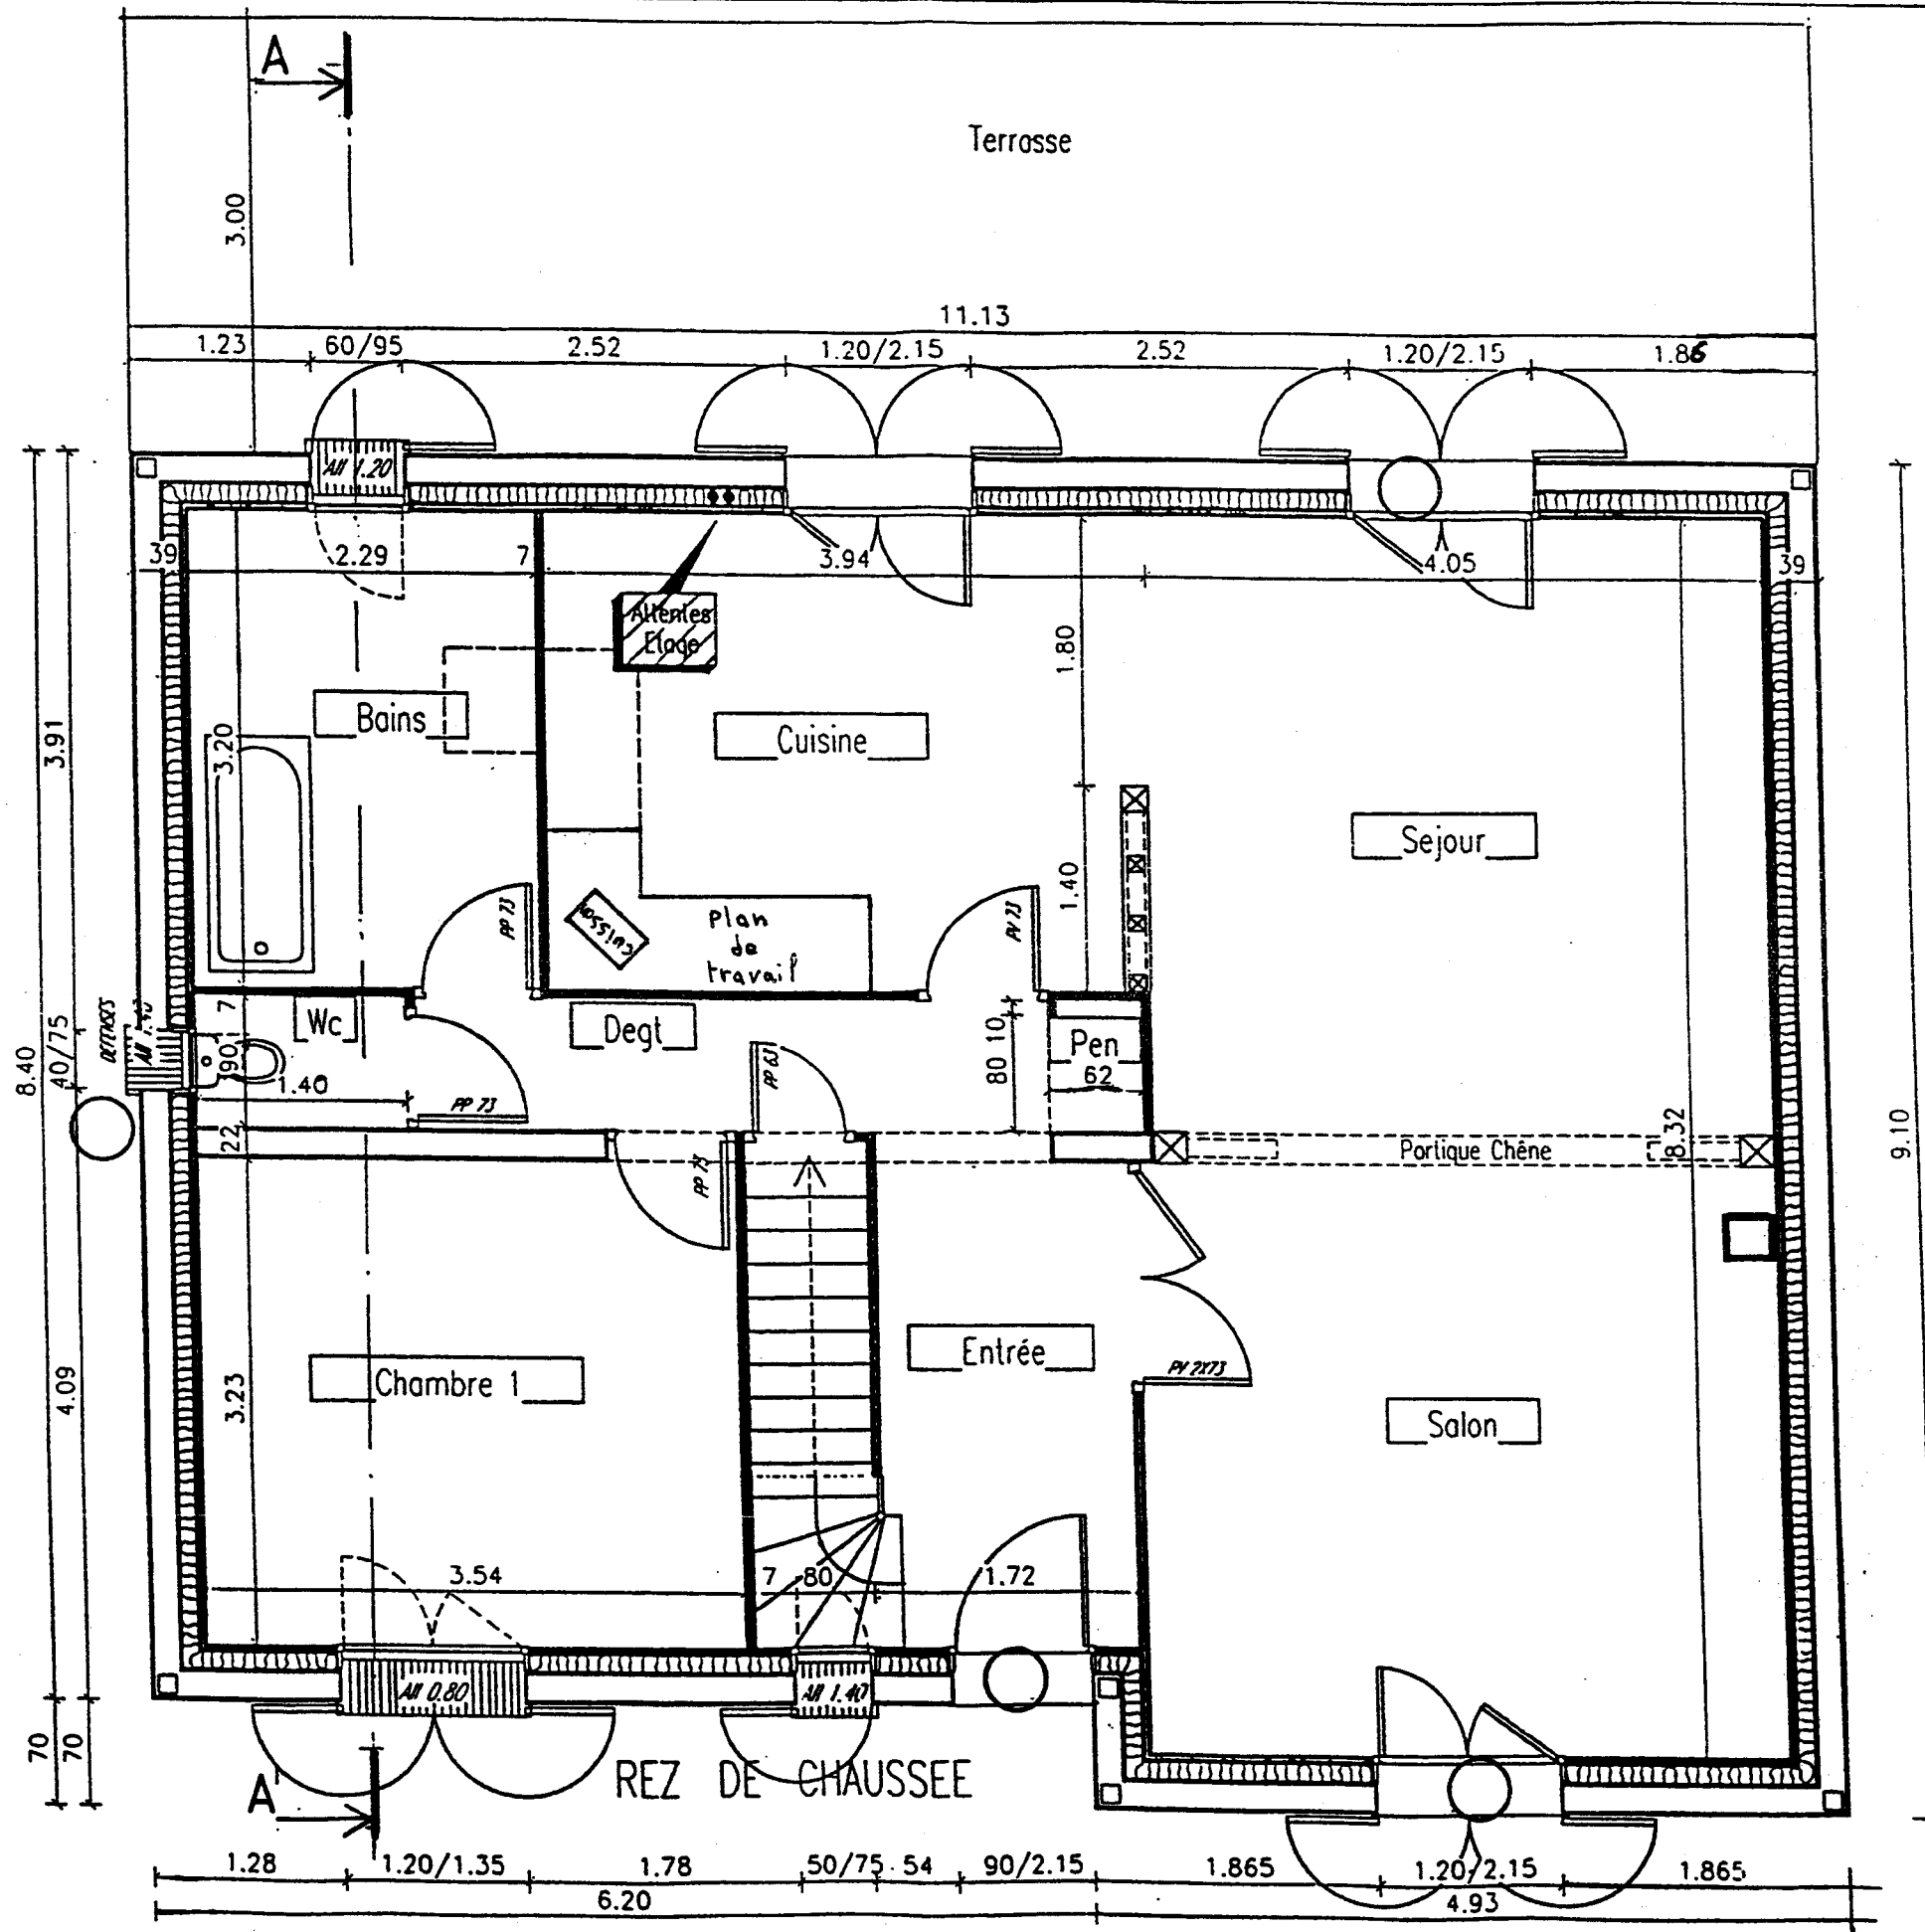 A
Terrasse
3.00
11.13
1.23 60/95 2.52 1.20/2.15 2.52 1.20/2.15 1.86
All 1.20
39 2.29 7 3.94 4.05 39
Attentes
Etage
1.80
Bains
Cuisine
3.20
3.91
Sejour
1.40
PP 73
PV 73
Plan
de
travail
cuisson
7
Wc
Degt
Pen
62
80 10
8.40
40/75
All 1.40
90
1.40
PP 73
PP 63
22
PP 73
Portique Chêne
8.32
9.10
Chambre 1
Entrée
PV 2X73
Salon
3.23
4.09
3.54 7 80 1.72
All 0.80
All 1.40
70
70
A
REZ DE CHAUSSEE
1.28 1.20/1.35 1.78 50/75 54 90/2.15 1.865 1.20/2.15 1.865
6.20 4.93